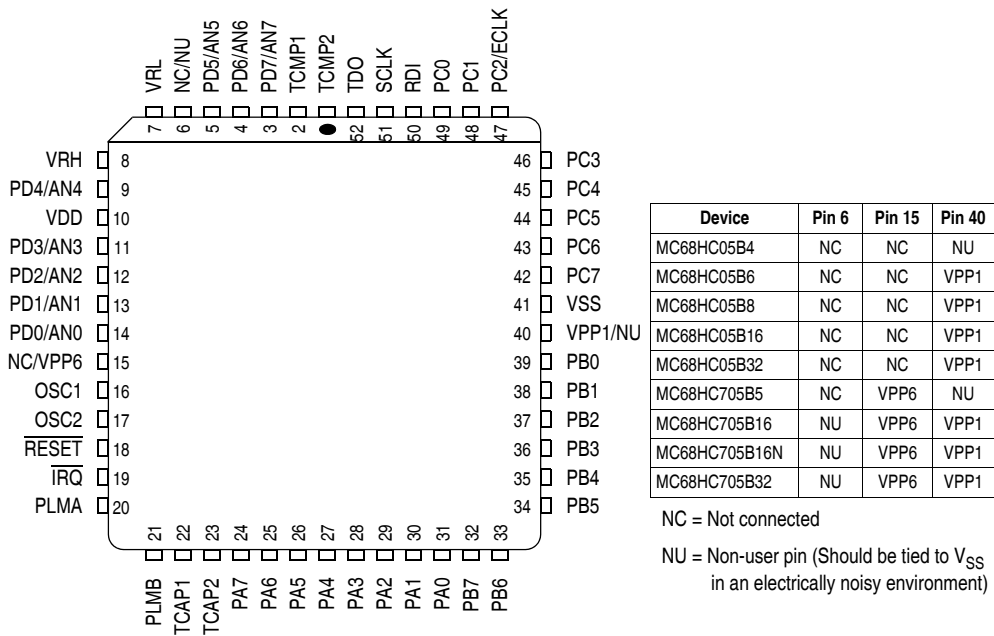 VRL
NC/NU
PD5/AN5
PD6/AN6
PD7/AN7
TCMP1
TCMP2
TDO
SCLK
RDI
PC0
PC1
PC2/ECLK
7
6
5
4
3
2
52
51
50
49
48
47
VRH 8
PD4/AN4 9
VDD 10
PD3/AN3 11
PD2/AN2 12
PD1/AN1 13
PD0/AN0 14
NC/VPP6 15
OSC1 16
OSC2 17
RESET 18
IRQ 19
PLMA 20
46 PC3
45 PC4
44 PC5
43 PC6
42 PC7
41 VSS
40 VPP1/NU
39 PB0
38 PB1
37 PB2
36 PB3
35 PB4
34 PB5
21
22
23
24
25
26
27
28
29
30
31
32
33
PLMB
TCAP1
TCAP2
PA7
PA6
PA5
PA4
PA3
PA2
PA1
PA0
PB7
PB6
Device Pin 6 Pin 15 Pin 40
MC68HC05B4 NC NC NU
MC68HC05B6 NC NC VPP1
MC68HC05B8 NC NC VPP1
MC68HC05B16 NC NC VPP1
MC68HC05B32 NC NC VPP1
MC68HC705B5 NC VPP6 NU
MC68HC705B16 NU VPP6 VPP1
MC68HC705B16N NU VPP6 VPP1
MC68HC705B32 NU VPP6 VPP1
NC = Not connected
NU = Non-user pin (Should be tied to VSS
in an electrically noisy environment)